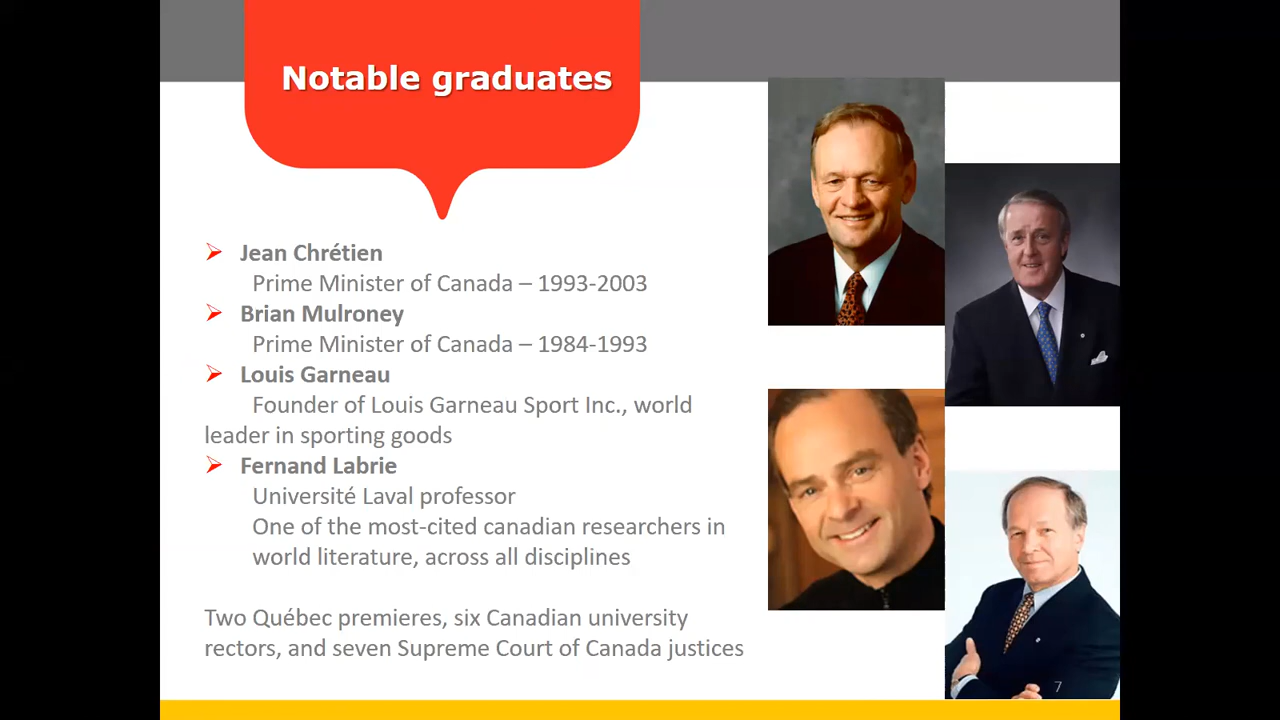 Notable graduates
Jean Chrétien
Prime Minister of Canada – 1993-2003
Brian Mulroney
Prime Minister of Canada – 1984-1993
Louis Garneau
Founder of Louis Garneau Sport Inc., world
leader in sporting goods
Fernand Labrie
Université Laval professor
One of the most-cited canadian researchers in
world literature, across all disciplines
Two Québec premieres, six Canadian university
rectors, and seven Supreme Court of Canada justices
7